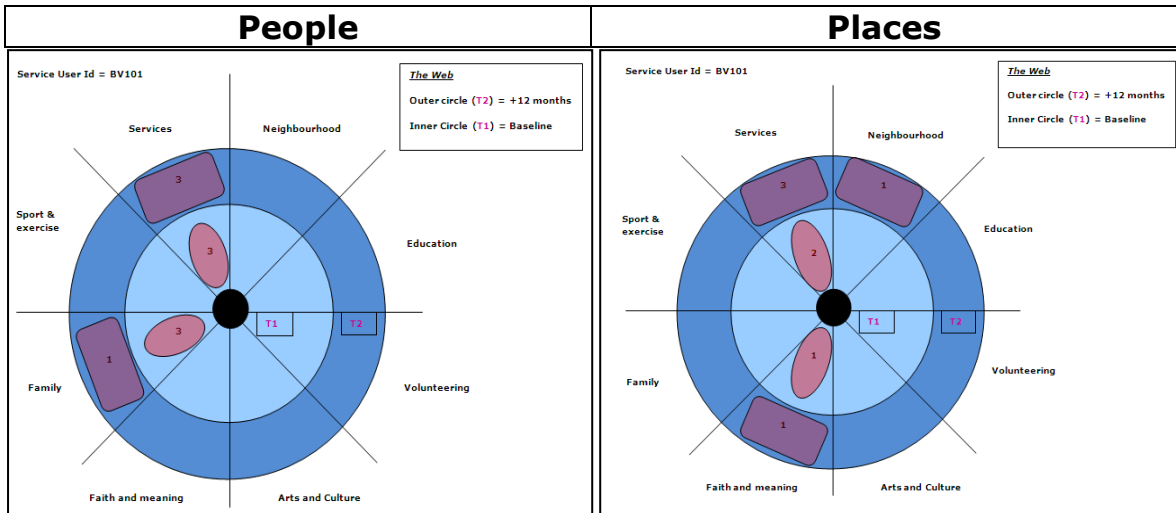 People
Places
Service User Id = BV101
The Web
Outer circle (T2) = +12 months
Inner Circle (T1) = Baseline
Services
Neighbourhood
Sport &
exercise
Education
3
3
3
1
T1
T2
Family
Volunteering
Faith and meaning
Arts and Culture
Service User Id = BV101
The Web
Outer circle (T2) = +12 months
Inner Circle (T1) = Baseline
Services
Neighbourhood
Sport &
exercise
Education
3
1
2
1
1
T1
T2
Family
Volunteering
Faith and meaning
Arts and Culture